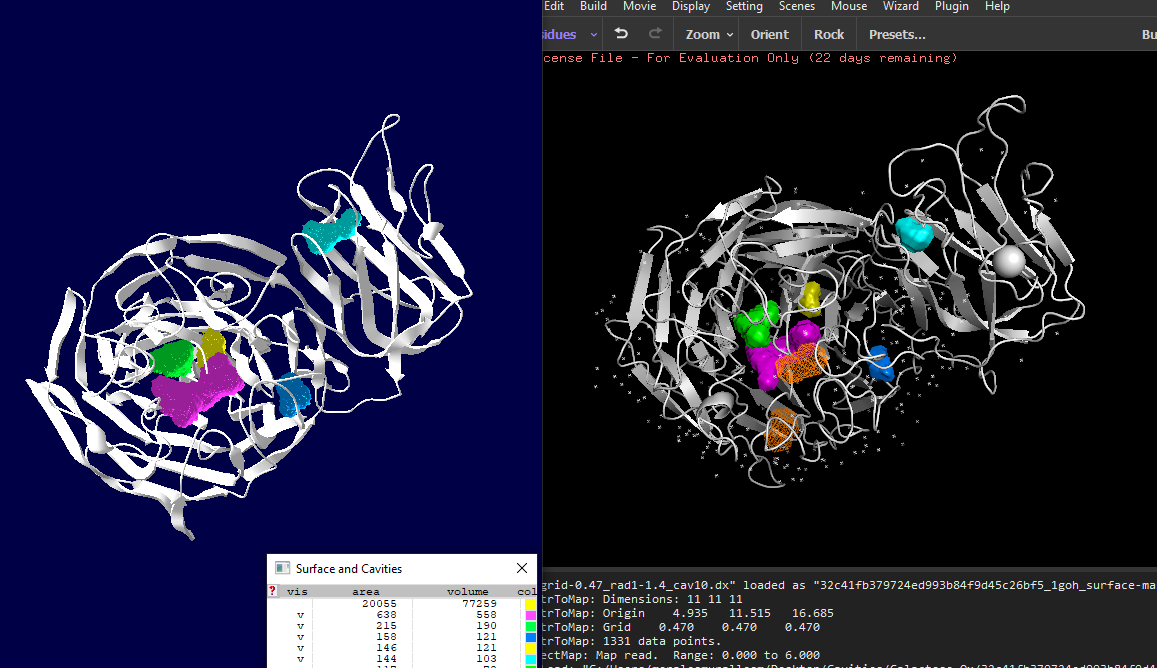 Edit Build Movie Display Setting Scenes Mouse Wizard Plugin Help
sidues Zoom Orient Rock Presets... Bu
cense File - For Evaluation Only (22 days remaining)
Surface and Cavities
? vis area volume col
20055 77259
v 638 558
v 215 190
v 158 121
v 146 121
v 144 103
grid-0.47_rad1-1.4_cav10.dx" loaded as "32c41fb379724ed993b84f9d45c26bf5_1goh_surface-ma
trToMap: Dimensions: 11 11 11
trToMap: Origin 4.935 11.515 16.685
trToMap: Grid 0.470 0.470 0.470
trToMap: 1331 data points.
ectMap: Map read. Range: 0.000 to 6.000